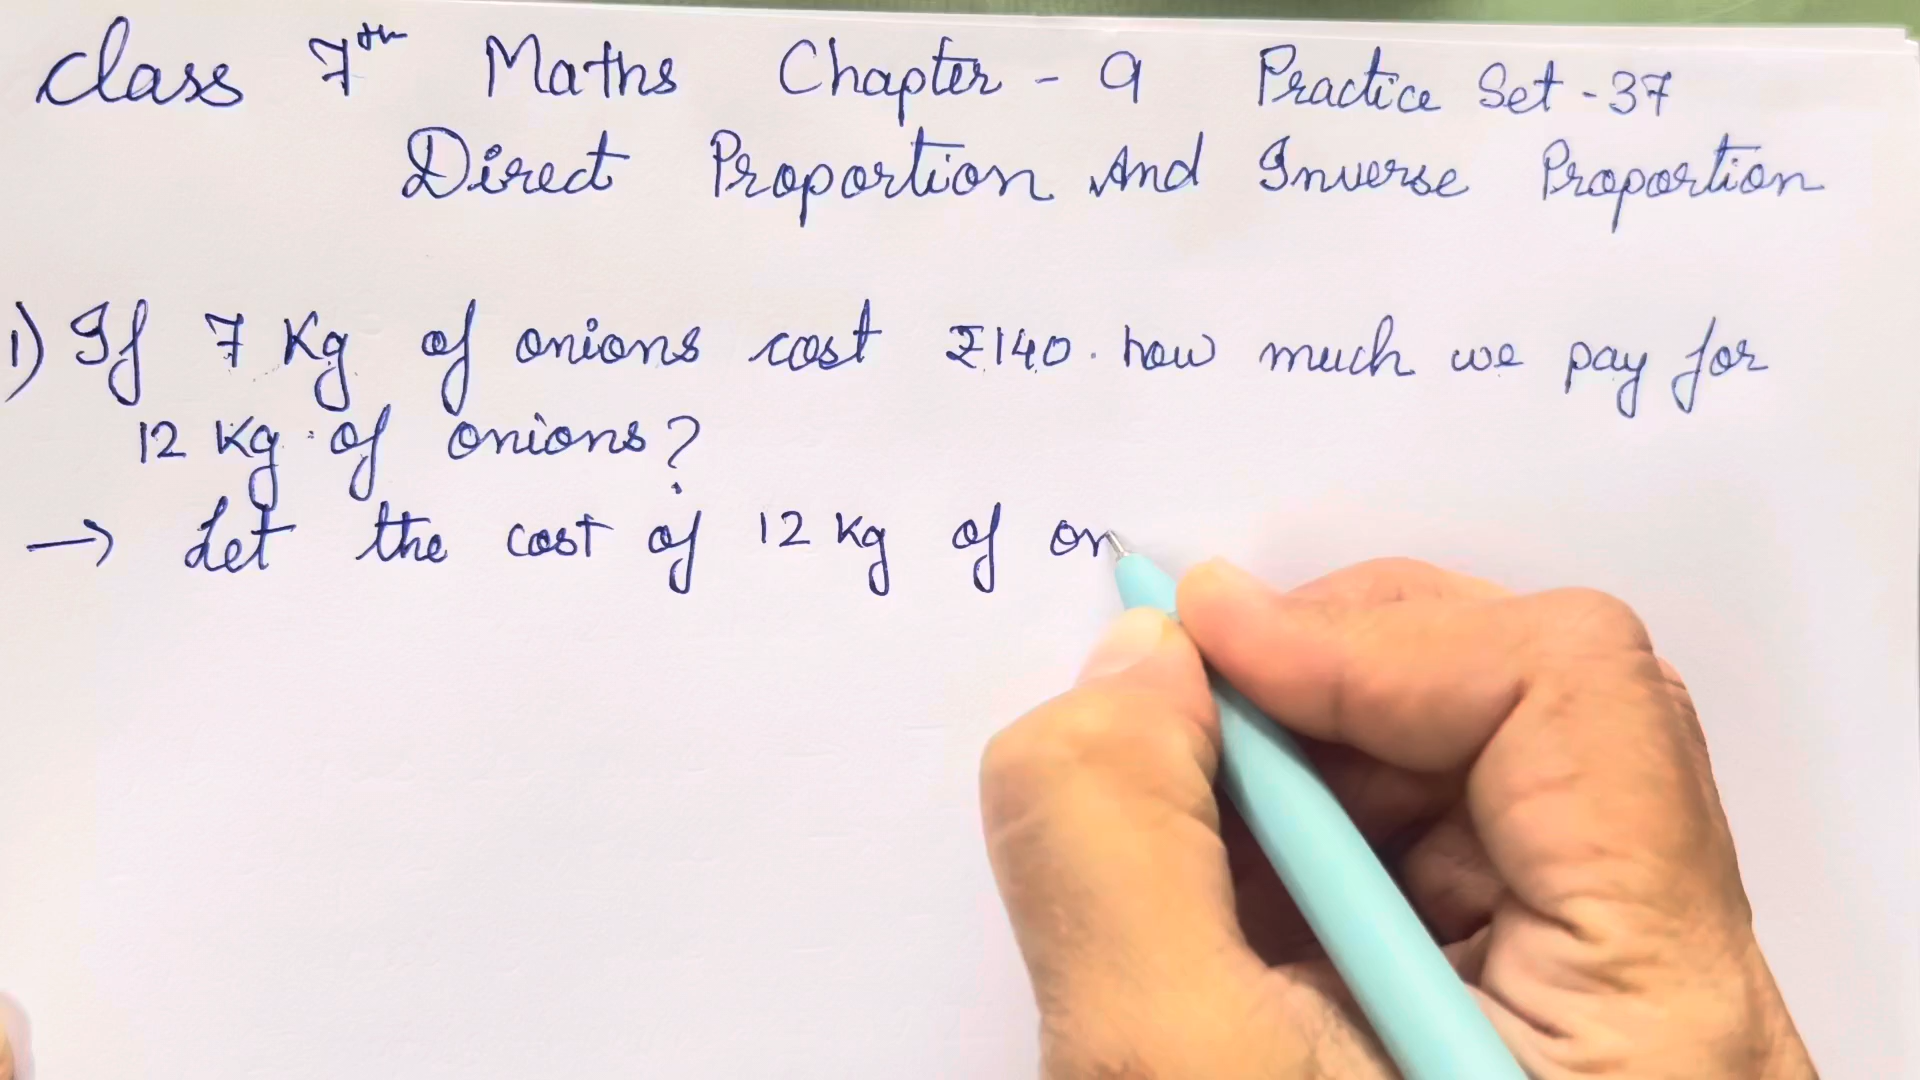 Class 7th Maths Chapter - 9 Practice Set - 37
Direct Proportion And Inverse Proportion
1) If 7 Kg of onions cost ₹140. how much we pay for
12 Kg of onions?
→ Let the cost of 12 kg of on